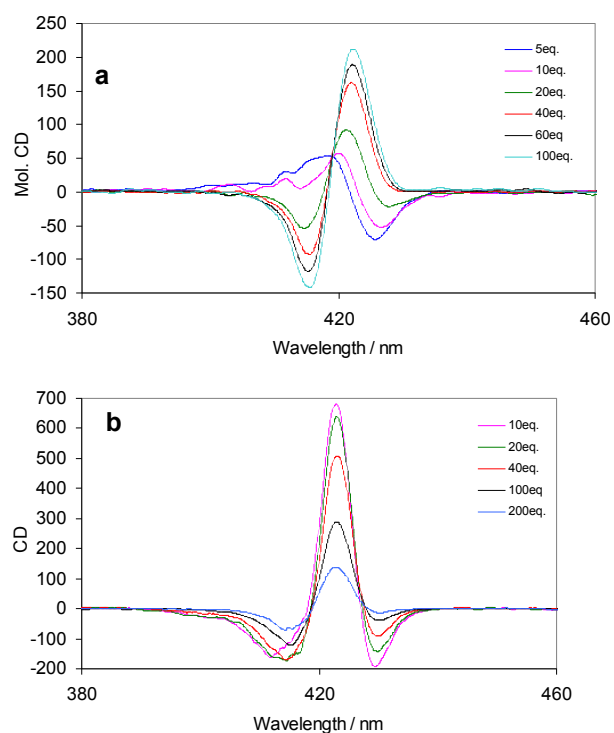 a
250
200
150
100
50
0
-50
-100
-150
Mol. CD
5eq.
10eq.
20eq.
40eq.
60eq
100eq.
380
420
460
Wavelength / nm
b
700
600
500
400
300
200
100
0
-100
-200
CD
10eq.
20eq.
40eq.
100eq
200eq.
380
420
460
Wavelength / nm